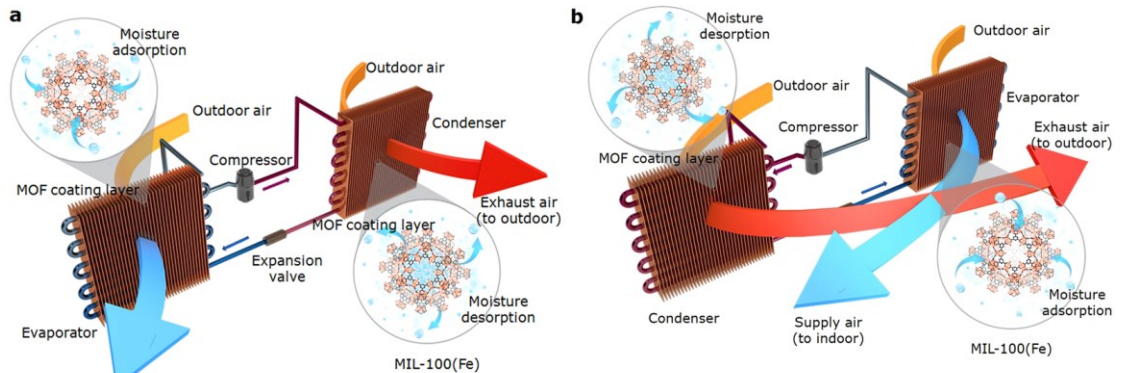 a
Moisture
adsorption
Outdoor air
Outdoor air
Condenser
Compressor
MOF coating layer
Exhaust air
(to outdoor)
MOF coating layer
Expansion
valve
Evaporator
Moisture
desorption
MIL-100(Fe)
b
Moisture
desorption
Outdoor air
Outdoor air
Evaporator
Compressor
Exhaust air
(to outdoor)
MOF coating layer
Condenser
Supply air
(to indoor)
Moisture
adsorption
MIL-100(Fe)